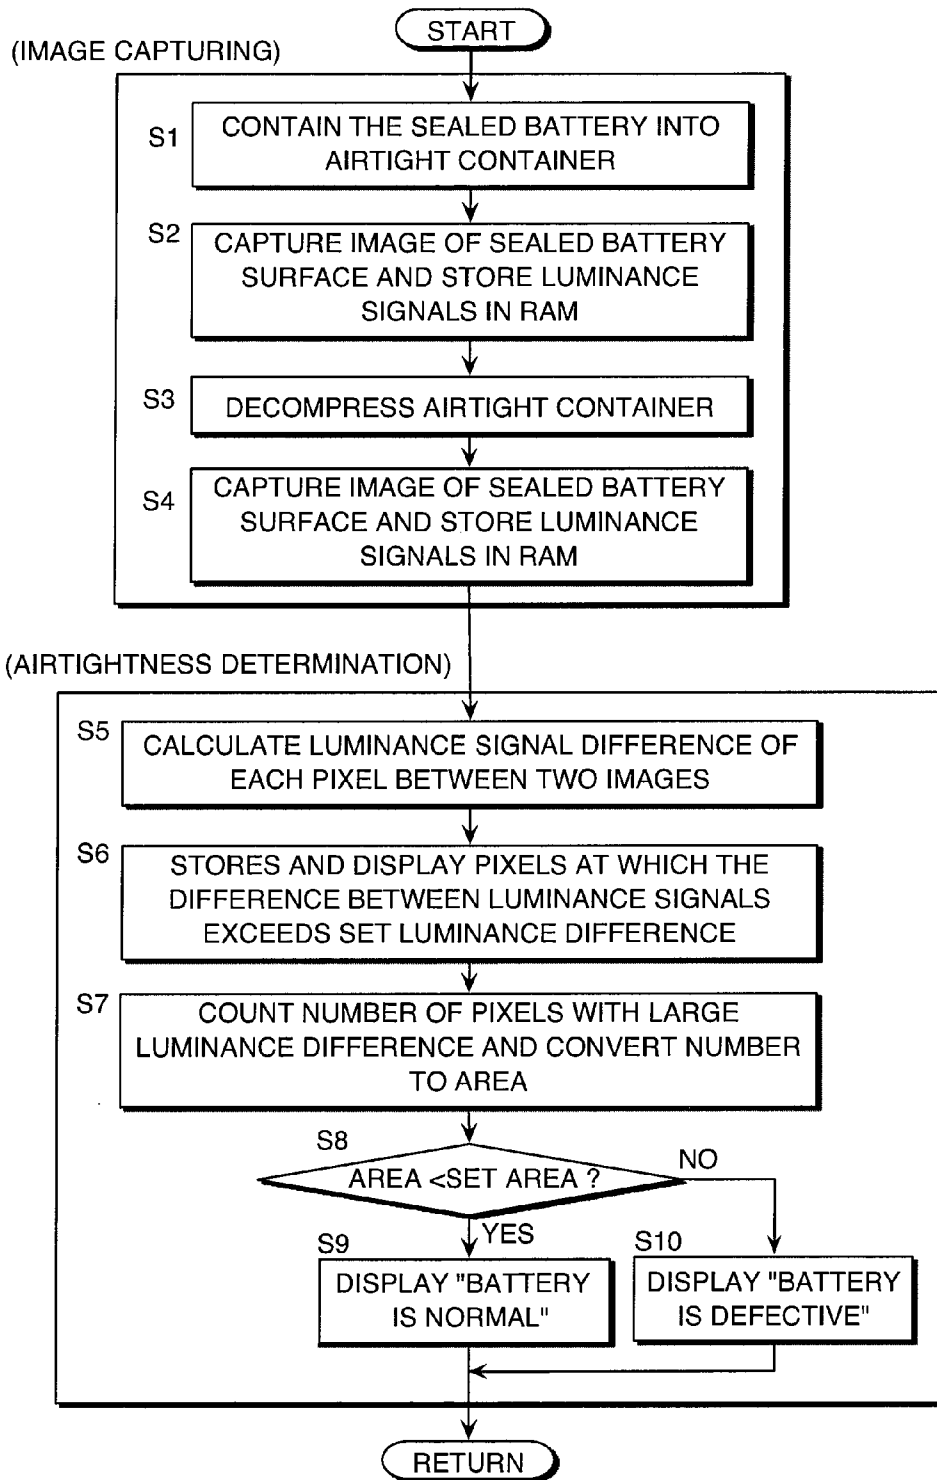 START
(IMAGE CAPTURING)
S1
CONTAIN THE SEALED BATTERY INTO
AIRTIGHT CONTAINER
S2
CAPTURE IMAGE OF SEALED BATTERY
SURFACE AND STORE LUMINANCE
SIGNALS IN RAM
S3
DECOMPRESS AIRTIGHT CONTAINER
S4
CAPTURE IMAGE OF SEALED BATTERY
SURFACE AND STORE LUMINANCE
SIGNALS IN RAM
(AIRTIGHTNESS DETERMINATION)
S5
CALCULATE LUMINANCE SIGNAL DIFFERENCE OF
EACH PIXEL BETWEEN TWO IMAGES
S6
STORES AND DISPLAY PIXELS AT WHICH THE
DIFFERENCE BETWEEN LUMINANCE SIGNALS
EXCEEDS SET LUMINANCE DIFFERENCE
S7
COUNT NUMBER OF PIXELS WITH LARGE
LUMINANCE DIFFERENCE AND CONVERT NUMBER
TO AREA
S8
AREA <SET AREA ?
NO
YES
S9
DISPLAY "BATTERY
IS NORMAL"
S10
DISPLAY "BATTERY
IS DEFECTIVE"
RETURN